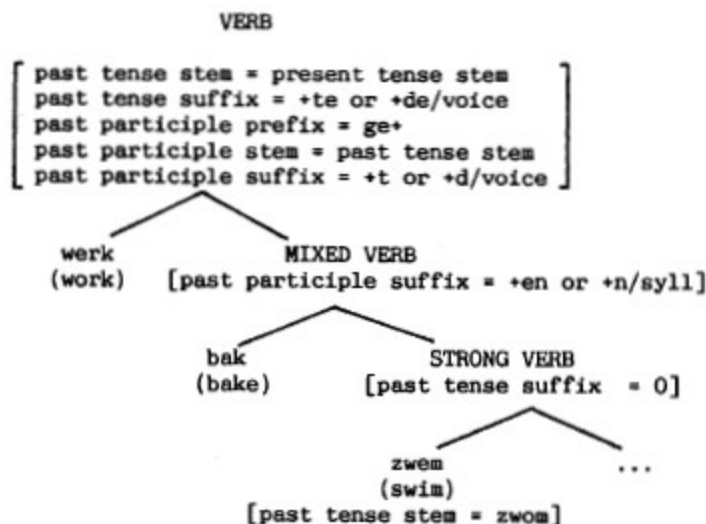 VERB
past tense stem = present tense stem
past tense suffix = +te or +de/voice
past participle prefix = ge+
past participle stem = past tense stem
past participle suffix = +t or +d/voice
werk MIXED VERB
(work) [past participle suffix = +en or +n/syll]
bak STRONG VERB
(bake) [past tense suffix = 0]
zwem ...
(swim)
[past tense stem = zwom]